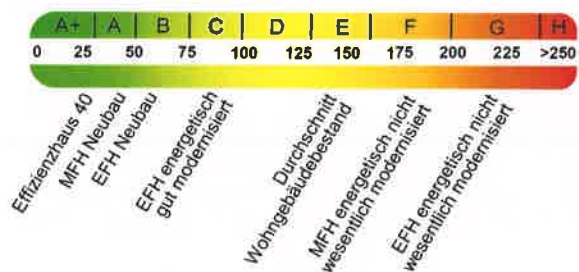 A+ A B C D E F G H
0 25 50 75 100 125 150 175 200 225 >250
Effizienzhaus 40
MFH Neubau
EFH Neubau
EFH energetisch
gut modernisiert
Durchschnitt
Wohngebäudebestand
MFH energetisch nicht
wesentlich modernisiert
EFH energetisch nicht
wesentlich modernisiert